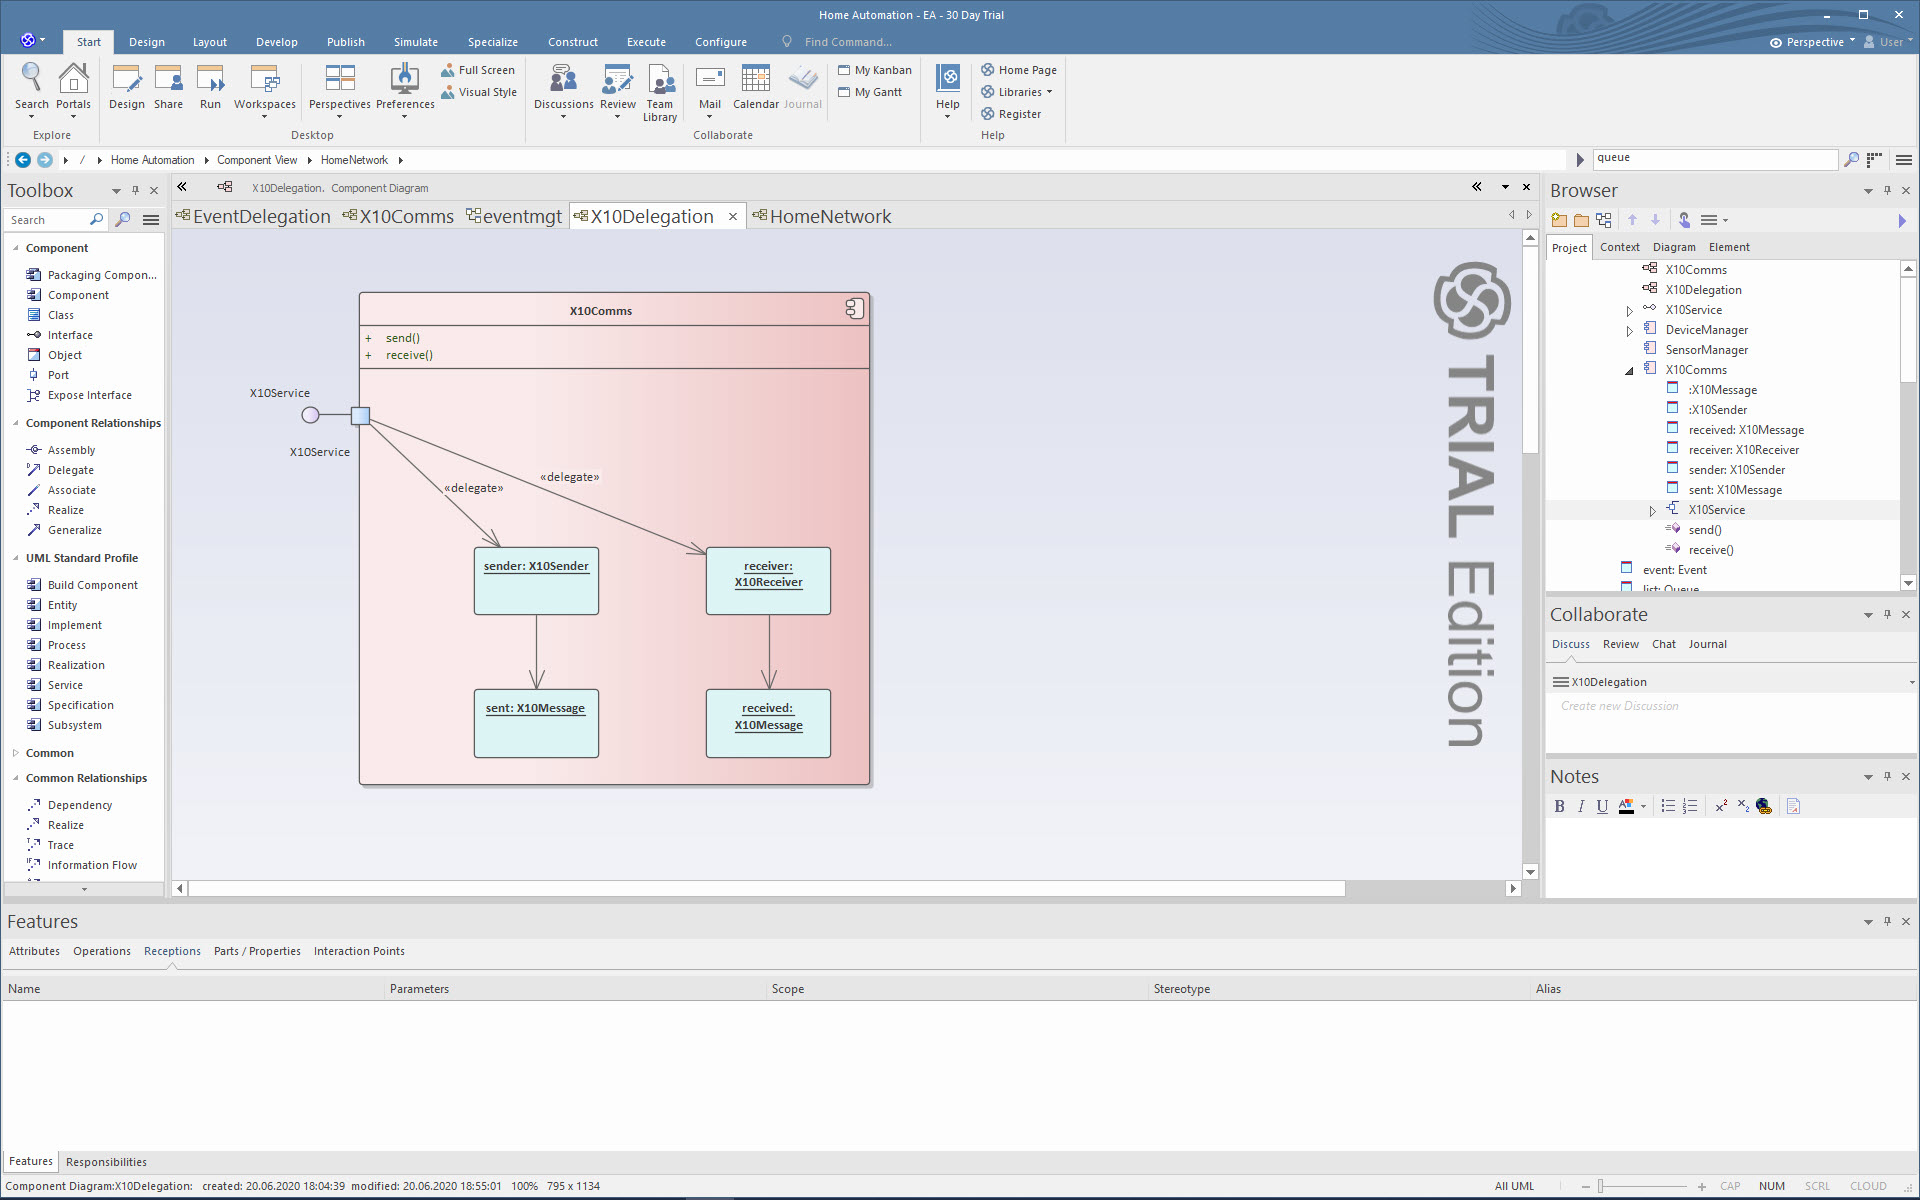 Home Automation - EA - 30 Day Trial
Start Design Layout Develop Publish Simulate Specialize Construct Execute Configure Find Command... Perspective User
Search Portals Design Share Run Workspaces Perspectives Preferences Full Screen Visual Style Discussions Review Team Library Mail Calendar Journal My Kanban My Gantt Help Home Page Libraries Register
Explore Desktop Collaborate Help
/ Home Automation Component View HomeNetwork queue
Toolbox
Search
Component
Packaging Compon...
Component
Class
Interface
Object
Port
Expose Interface
Component Relationships
Assembly
Delegate
Associate
Realize
Generalize
UML Standard Profile
Build Component
Entity
Implement
Process
Realization
Service
Specification
Subsystem
Common
Common Relationships
Dependency
Realize
Trace
Information Flow
X10Delegation. Component Diagram
EventDelegation X10Comms eventmgt X10Delegation HomeNetwork
X10Comms
+ send()
+ receive()
X10Service
X10Service
«delegate»
«delegate»
sender: X10Sender
receiver:
X10Receiver
sent: X10Message
received:
X10Message
TRIAL Edition
Browser
Project Context Diagram Element
X10Comms
X10Delegation
X10Service
DeviceManager
SensorManager
X10Comms
:X10Message
:X10Sender
received: X10Message
receiver: X10Receiver
sender: X10Sender
sent: X10Message
X10Service
send()
receive()
event: Event
list: Queue
Collaborate
Discuss Review Chat Journal
X10Delegation
Create new Discussion
Notes
B I U A x² x₂
Features
Attributes Operations Receptions Parts / Properties Interaction Points
Name Parameters Scope Stereotype Alias
Features Responsibilities
Component Diagram:X10Delegation: created: 20.06.2020 18:04:39 modified: 20.06.2020 18:55:01 100% 795 x 1134 All UML CAP NUM SCRL CLOUD